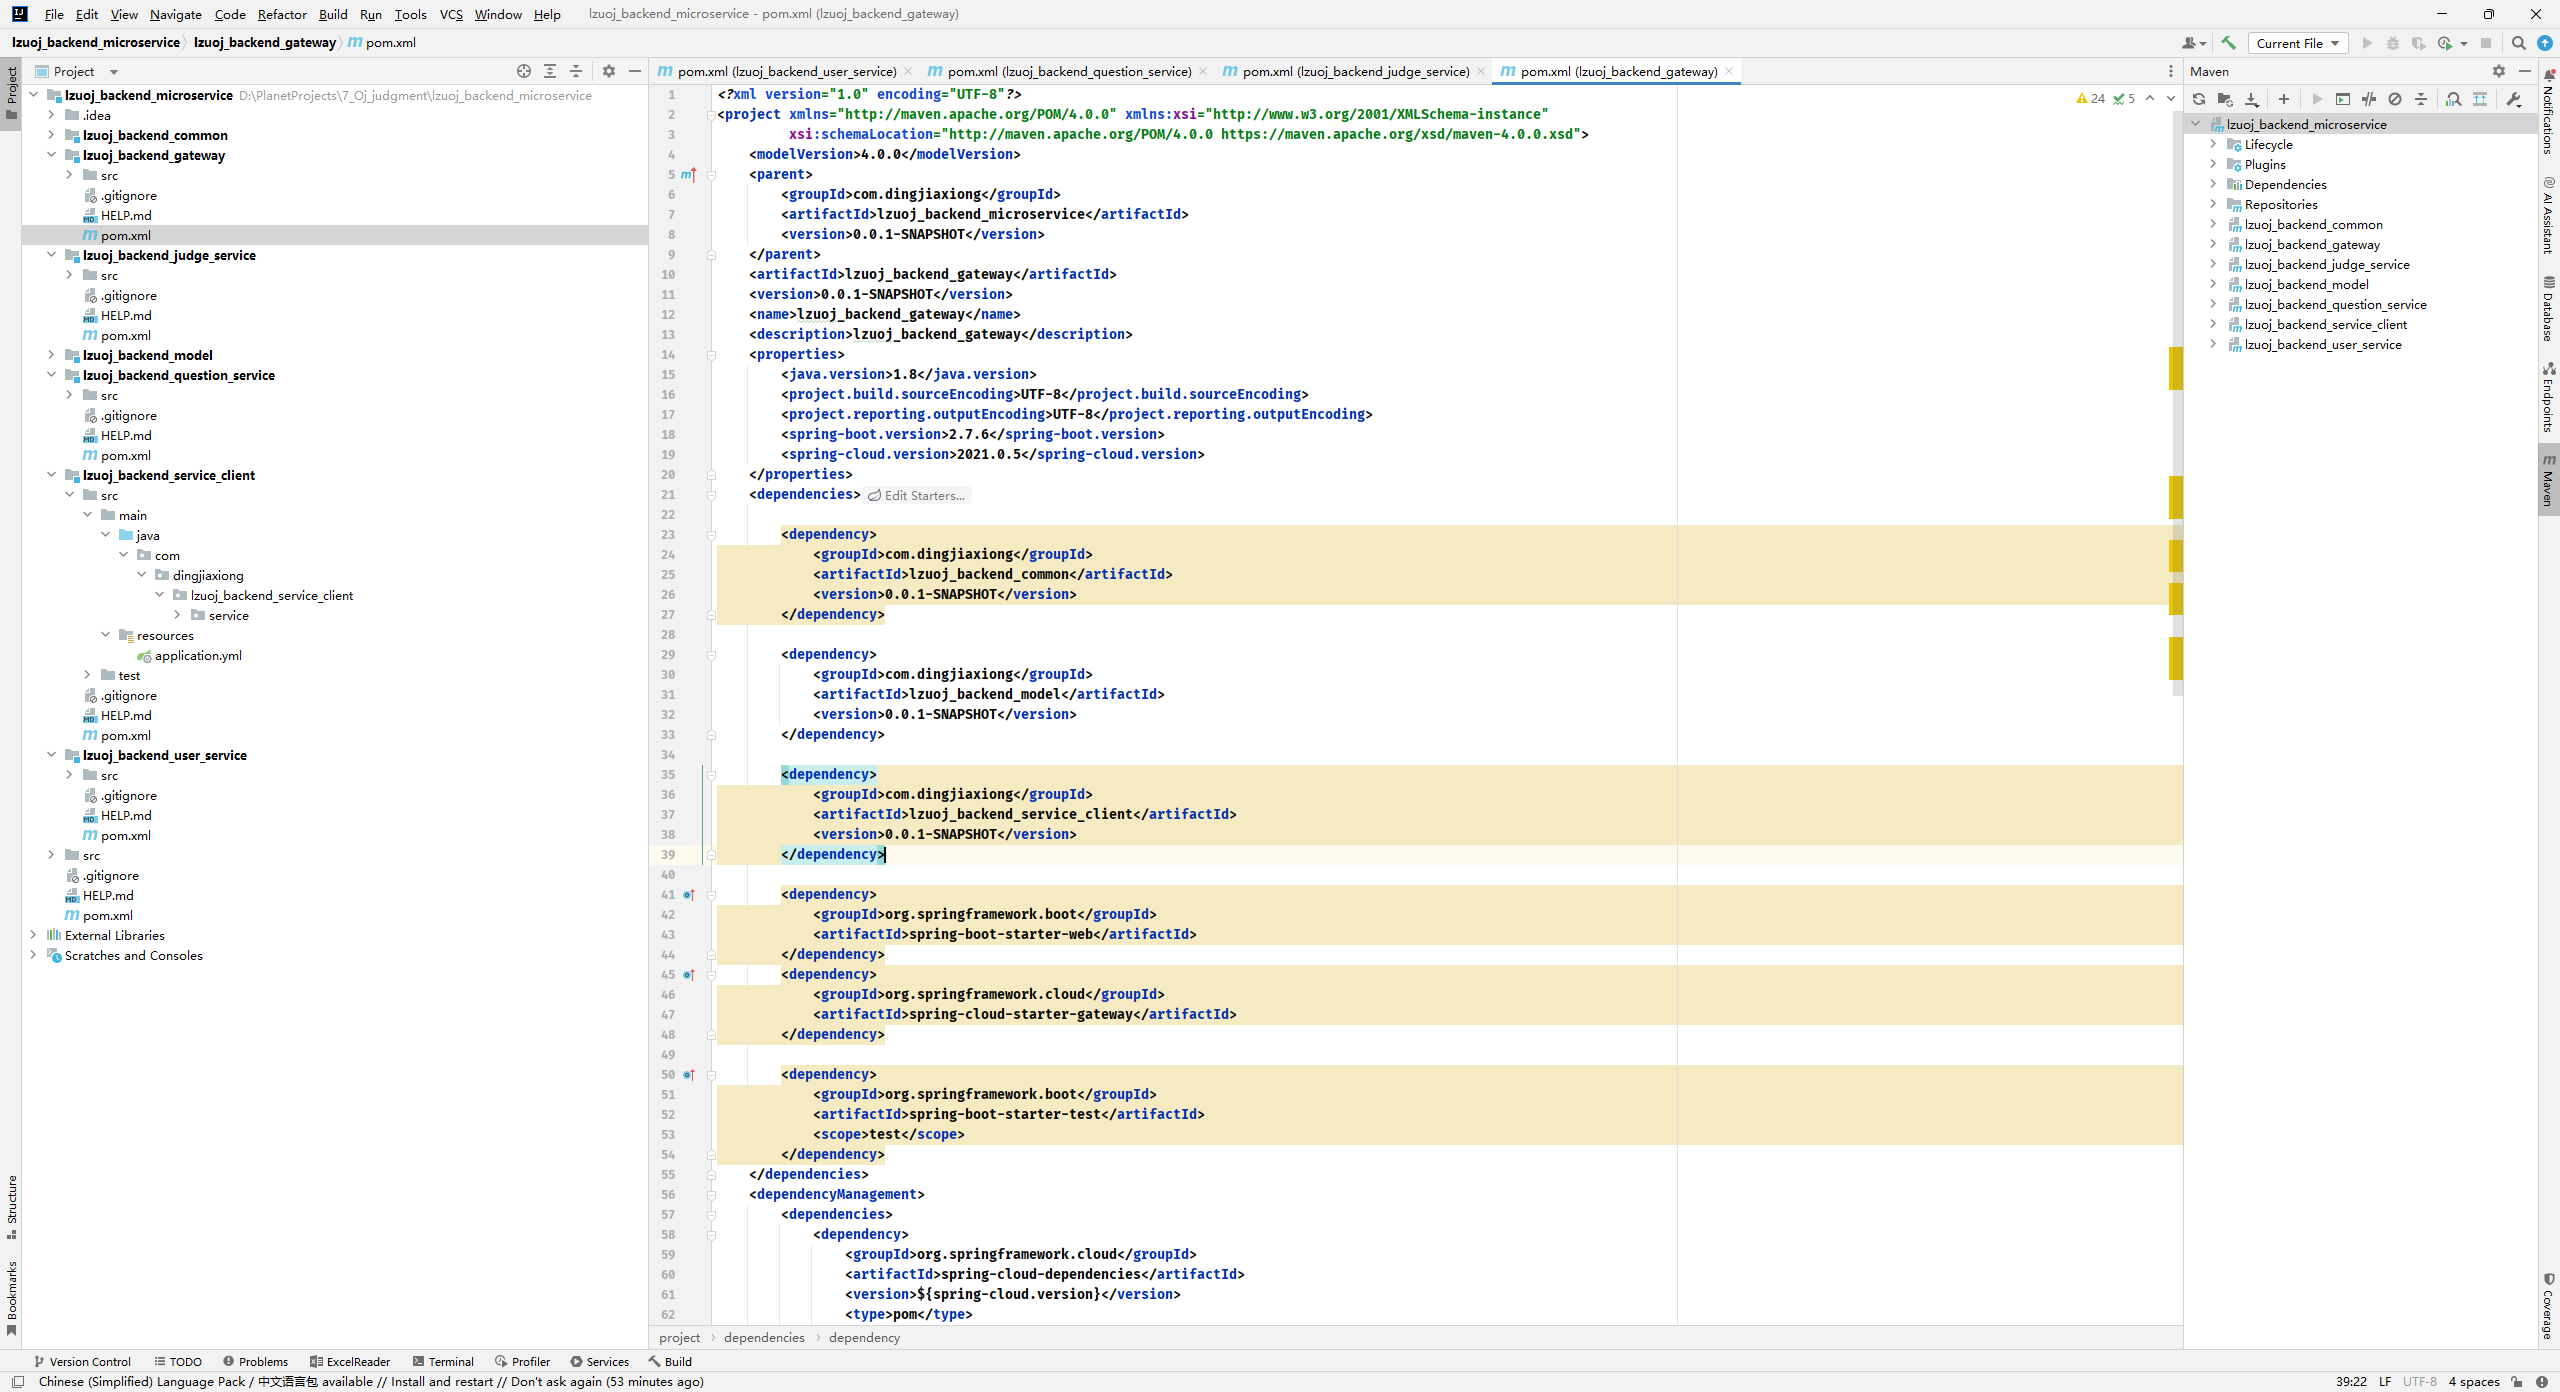 File Edit View Navigate Code Refactor Build Run Tools VCS Window Help lzuoj_backend_microservice - pom.xml (lzuoj_backend_gateway)
lzuoj_backend_microservice lzuoj_backend_gateway pom.xml
Current File
Project
Project
lzuoj_backend_microservice D:\PlanetProjects\7_Oj_judgment\lzuoj_backend_microservice
.idea
lzuoj_backend_common
lzuoj_backend_gateway
src
.gitignore
HELP.md
pom.xml
lzuoj_backend_judge_service
src
.gitignore
HELP.md
pom.xml
lzuoj_backend_model
lzuoj_backend_question_service
src
.gitignore
HELP.md
pom.xml
lzuoj_backend_service_client
src
main
java
com
dingjiaxiong
lzuoj_backend_service_client
service
resources
application.yml
test
.gitignore
HELP.md
pom.xml
lzuoj_backend_user_service
src
.gitignore
HELP.md
pom.xml
src
.gitignore
HELP.md
pom.xml
External Libraries
Scratches and Consoles
Structure
Bookmarks
pom.xml (lzuoj_backend_user_service) pom.xml (lzuoj_backend_question_service) pom.xml (lzuoj_backend_judge_service) pom.xml (lzuoj_backend_gateway)
24 5
1 <?xml version="1.0" encoding="UTF-8"?>
2 <project xmlns="http://maven.apache.org/POM/4.0.0" xmlns:xsi="http://www.w3.org/2001/XMLSchema-instance"
3 xsi:schemaLocation="http://maven.apache.org/POM/4.0.0 https://maven.apache.org/xsd/maven-4.0.0.xsd">
4 <modelVersion>4.0.0</modelVersion>
5 <parent>
6 <groupId>com.dingjiaxiong</groupId>
7 <artifactId>lzuoj_backend_microservice</artifactId>
8 <version>0.0.1-SNAPSHOT</version>
9 </parent>
10 <artifactId>lzuoj_backend_gateway</artifactId>
11 <version>0.0.1-SNAPSHOT</version>
12 <name>lzuoj_backend_gateway</name>
13 <description>lzuoj_backend_gateway</description>
14 <properties>
15 <java.version>1.8</java.version>
16 <project.build.sourceEncoding>UTF-8</project.build.sourceEncoding>
17 <project.reporting.outputEncoding>UTF-8</project.reporting.outputEncoding>
18 <spring-boot.version>2.7.6</spring-boot.version>
19 <spring-cloud.version>2021.0.5</spring-cloud.version>
20 </properties>
21 <dependencies> Edit Starters...
22
23 <dependency>
24 <groupId>com.dingjiaxiong</groupId>
25 <artifactId>lzuoj_backend_common</artifactId>
26 <version>0.0.1-SNAPSHOT</version>
27 </dependency>
28
29 <dependency>
30 <groupId>com.dingjiaxiong</groupId>
31 <artifactId>lzuoj_backend_model</artifactId>
32 <version>0.0.1-SNAPSHOT</version>
33 </dependency>
34
35 <dependency>
36 <groupId>com.dingjiaxiong</groupId>
37 <artifactId>lzuoj_backend_service_client</artifactId>
38 <version>0.0.1-SNAPSHOT</version>
39 </dependency>
40
41 <dependency>
42 <groupId>org.springframework.boot</groupId>
43 <artifactId>spring-boot-starter-web</artifactId>
44 </dependency>
45 <dependency>
46 <groupId>org.springframework.cloud</groupId>
47 <artifactId>spring-cloud-starter-gateway</artifactId>
48 </dependency>
49
50 <dependency>
51 <groupId>org.springframework.boot</groupId>
52 <artifactId>spring-boot-starter-test</artifactId>
53 <scope>test</scope>
54 </dependency>
55 </dependencies>
56 <dependencyManagement>
57 <dependencies>
58 <dependency>
59 <groupId>org.springframework.cloud</groupId>
60 <artifactId>spring-cloud-dependencies</artifactId>
61 <version>${spring-cloud.version}</version>
62 <type>pom</type>
project dependencies dependency
Maven
lzuoj_backend_microservice
Lifecycle
Plugins
Dependencies
Repositories
lzuoj_backend_common
lzuoj_backend_gateway
lzuoj_backend_judge_service
lzuoj_backend_model
lzuoj_backend_question_service
lzuoj_backend_service_client
lzuoj_backend_user_service
Notifications
AI Assistant
Database
Endpoints
Maven
Coverage
Version Control TODO Problems ExcelReader Terminal Profiler Services Build
Chinese (Simplified) Language Pack / 中文语言包 available // Install and restart // Don't ask again (53 minutes ago)
39:22 LF UTF-8 4 spaces